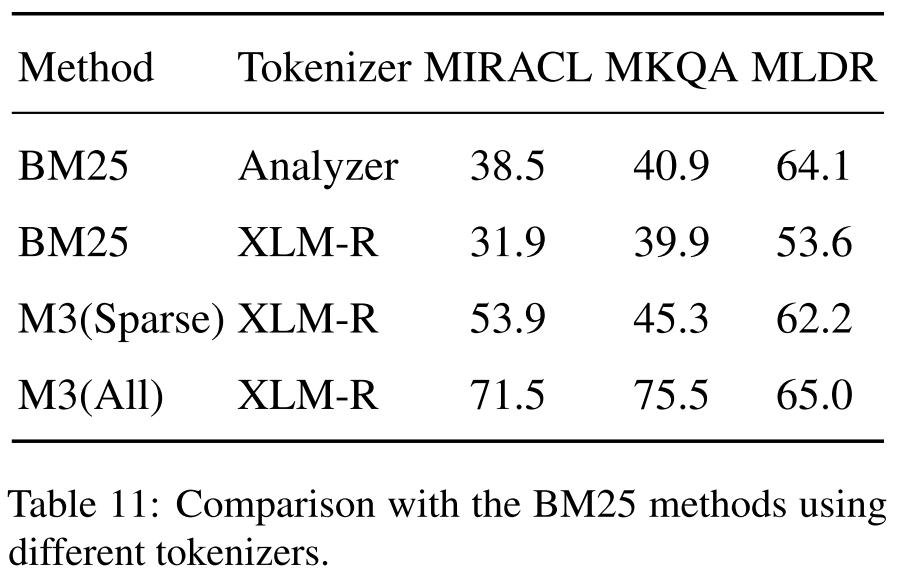 Method Tokenizer MIRACL MKQA MLDR
BM25 Analyzer 38.5 40.9 64.1
BM25 XLM-R 31.9 39.9 53.6
M3(Sparse) XLM-R 53.9 45.3 62.2
M3(All) XLM-R 71.5 75.5 65.0
Table 11: Comparison with the BM25 methods using
different tokenizers.